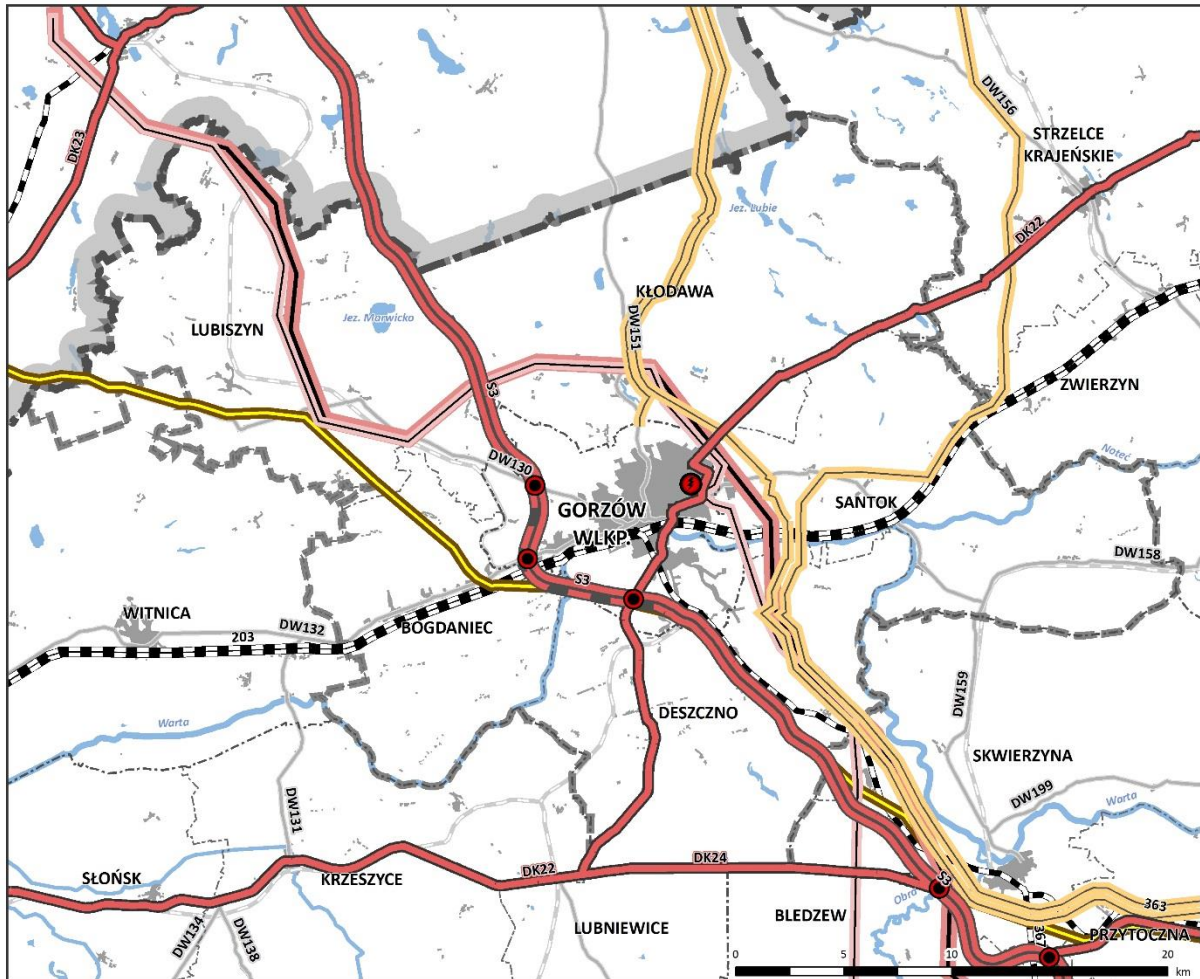 DW156
STRZELCE
KRAJEŃSKIE
DK23
Jez. Lubie
DK22
KŁODAWA
Jez. Marwicko
DW151
LUBISZYN
S3
ZWIERZYN
Noteć
DW130
SANTOK
GORZÓW
WLKP.
DW158
S3
WITNICA
DW132
203
BOGDANIEC
DW159
DESZCZNO
Warta
SKWIERZYNA
DW199
Warta
DW131
DK24
DK22
SŁOŃSK
KRZESZYCE
S3
Obra
363
BLEDZEW
DW134
DW138
LUBNIEWICE
367
PRZYTOCZNA
0 5 10 20
km